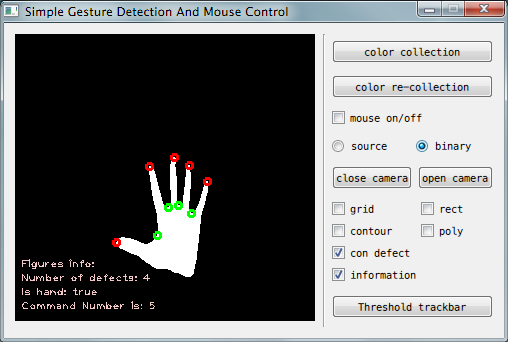 Simple Gesture Detection And Mouse Control
color collection
color re-collection
mouse on/off
source binary
close camera open camera
grid rect
contour poly
con defect
information
Threshold trackbar
Figures info:
Number of defects: 4
Is hand: true
Command Number is: 5